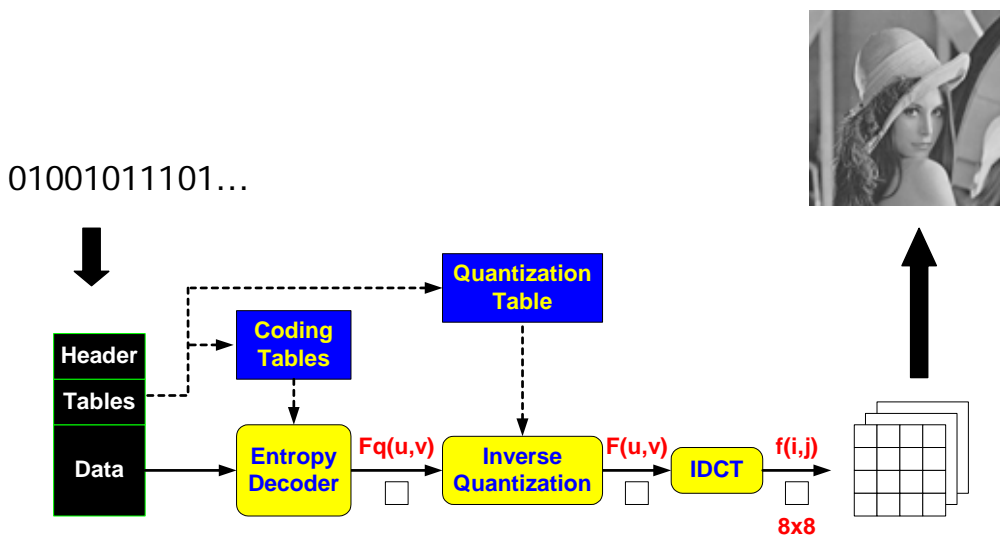 01001011101...
Quantization
Table
Coding
Tables
Header
Tables
Data
Entropy
Decoder
Fq(u,v)
Inverse
Quantization
F(u,v)
IDCT
f(i,j)
8x8